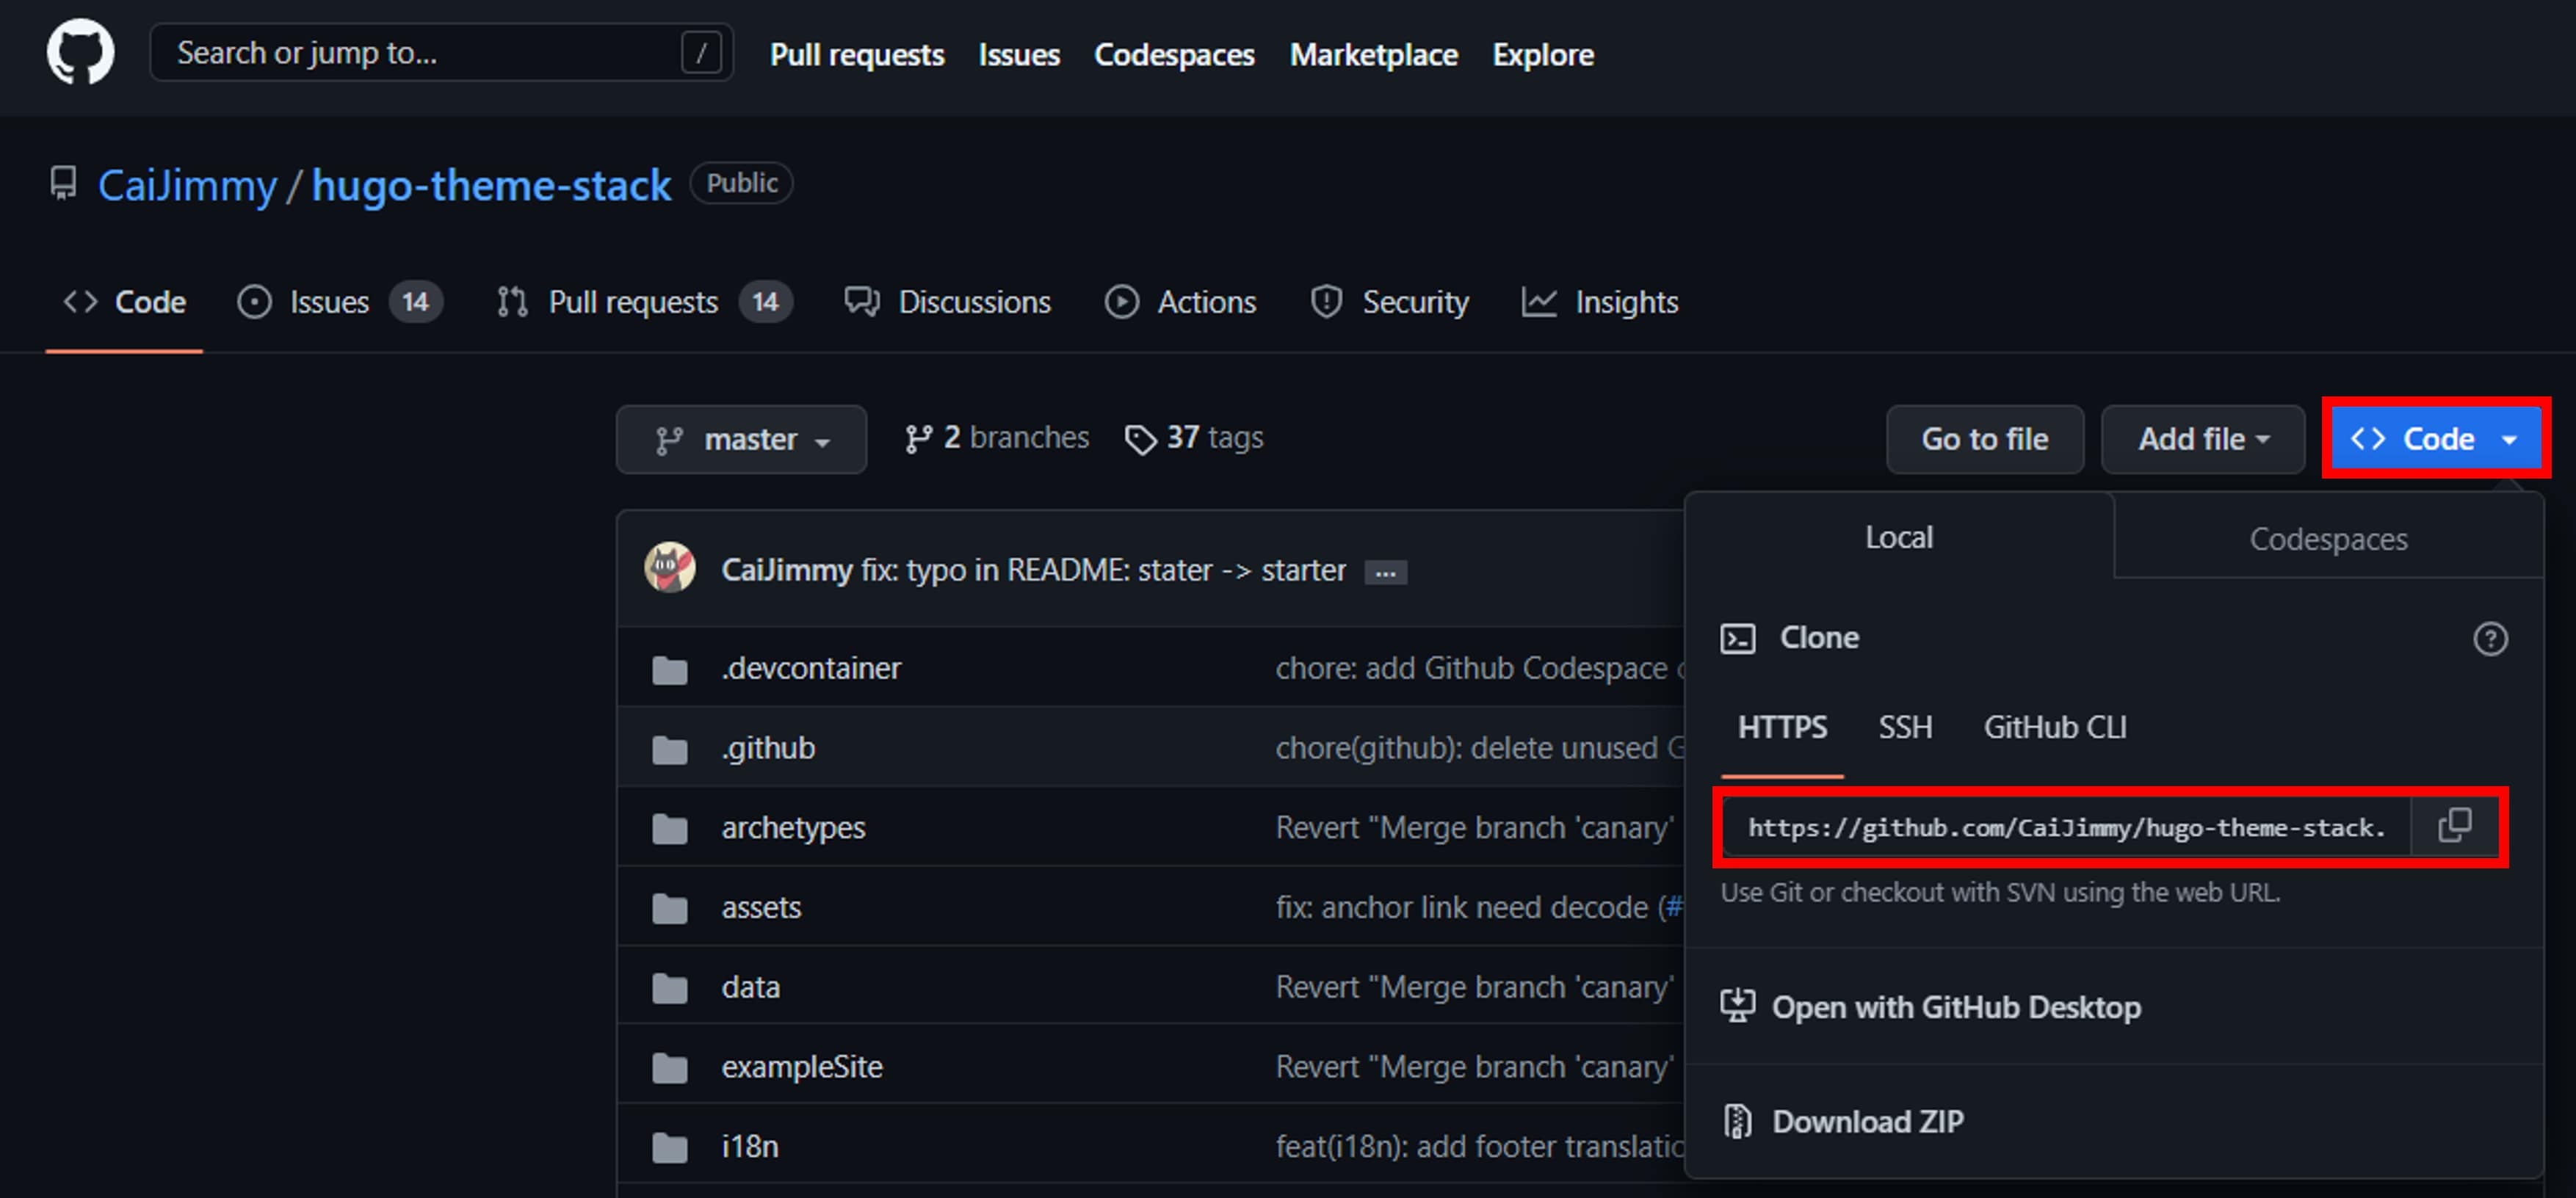 Search or jump to... / Pull requests Issues Codespaces Marketplace Explore
CaiJimmy / hugo-theme-stack Public
Code Issues 14 Pull requests 14 Discussions Actions Security Insights
master 2 branches 37 tags Go to file Add file Code
Local Codespaces
CaiJimmy fix: typo in README: stater -> starter ...
Clone
.devcontainer chore: add Github Codespace
HTTPS SSH GitHub CLI
.github chore(github): delete unused
https://github.com/CaiJimmy/hugo-theme-stack.
archetypes Revert "Merge branch 'canary'
Use Git or checkout with SVN using the web URL.
assets fix: anchor link need decode (#
data Revert "Merge branch 'canary'
Open with GitHub Desktop
exampleSite Revert "Merge branch 'canary'
Download ZIP
i18n feat(i18n): add footer translatio